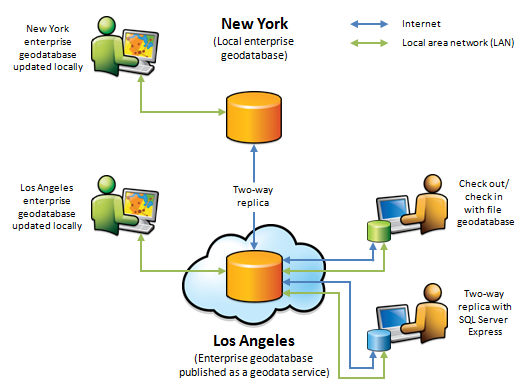 New York
enterprise
geodatabase
updated locally
New York
(Local enterprise
geodatabase)
Internet
Local area network (LAN)
Two-way
replica
Los Angeles
enterprise
geodatabase
updated locally
Check out/
check in
with file
geodatabase
Two-way
replica with
SQL Server
Express
Los Angeles
(Enterprise geodatabase
published as a geodata service)